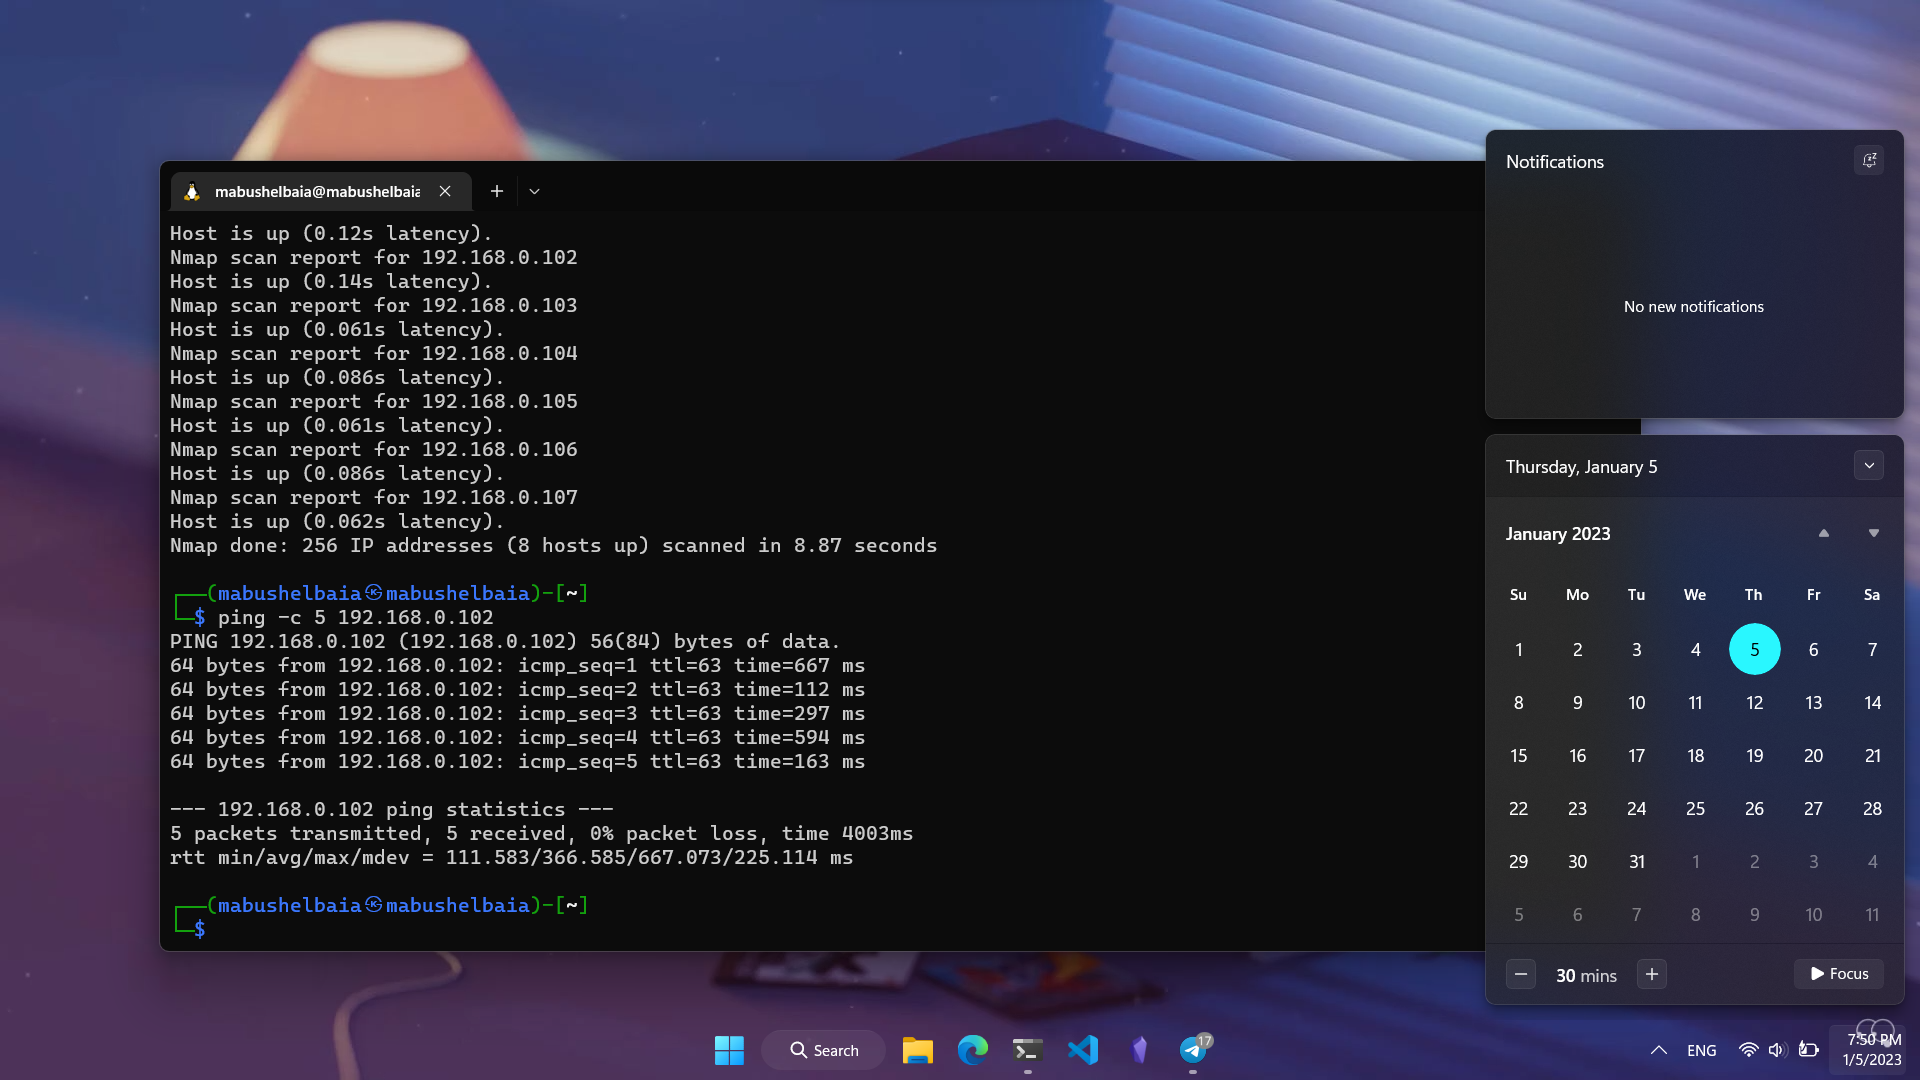 mabushelbaia@mabushelbaia
Host is up (0.12s latency).
Nmap scan report for 192.168.0.102
Host is up (0.14s latency).
Nmap scan report for 192.168.0.103
Host is up (0.061s latency).
Nmap scan report for 192.168.0.104
Host is up (0.086s latency).
Nmap scan report for 192.168.0.105
Host is up (0.061s latency).
Nmap scan report for 192.168.0.106
Host is up (0.086s latency).
Nmap scan report for 192.168.0.107
Host is up (0.062s latency).
Nmap done: 256 IP addresses (8 hosts up) scanned in 8.87 seconds
┌──(mabushelbaia㉿mabushelbaia)-[~]
└─$ ping -c 5 192.168.0.102
PING 192.168.0.102 (192.168.0.102) 56(84) bytes of data.
64 bytes from 192.168.0.102: icmp_seq=1 ttl=63 time=667 ms
64 bytes from 192.168.0.102: icmp_seq=2 ttl=63 time=112 ms
64 bytes from 192.168.0.102: icmp_seq=3 ttl=63 time=297 ms
64 bytes from 192.168.0.102: icmp_seq=4 ttl=63 time=594 ms
64 bytes from 192.168.0.102: icmp_seq=5 ttl=63 time=163 ms
--- 192.168.0.102 ping statistics ---
5 packets transmitted, 5 received, 0% packet loss, time 4003ms
rtt min/avg/max/mdev = 111.583/366.585/667.073/225.114 ms
┌──(mabushelbaia㉿mabushelbaia)-[~]
└─$
Notifications
No new notifications
Thursday, January 5
January 2023
Su Mo Tu We Th Fr Sa
1 2 3 4 5 6 7
8 9 10 11 12 13 14
15 16 17 18 19 20 21
22 23 24 25 26 27 28
29 30 31 1 2 3 4
5 6 7 8 9 10 11
30 mins
Focus
Search
17
ENG
7:50 PM
1/5/2023